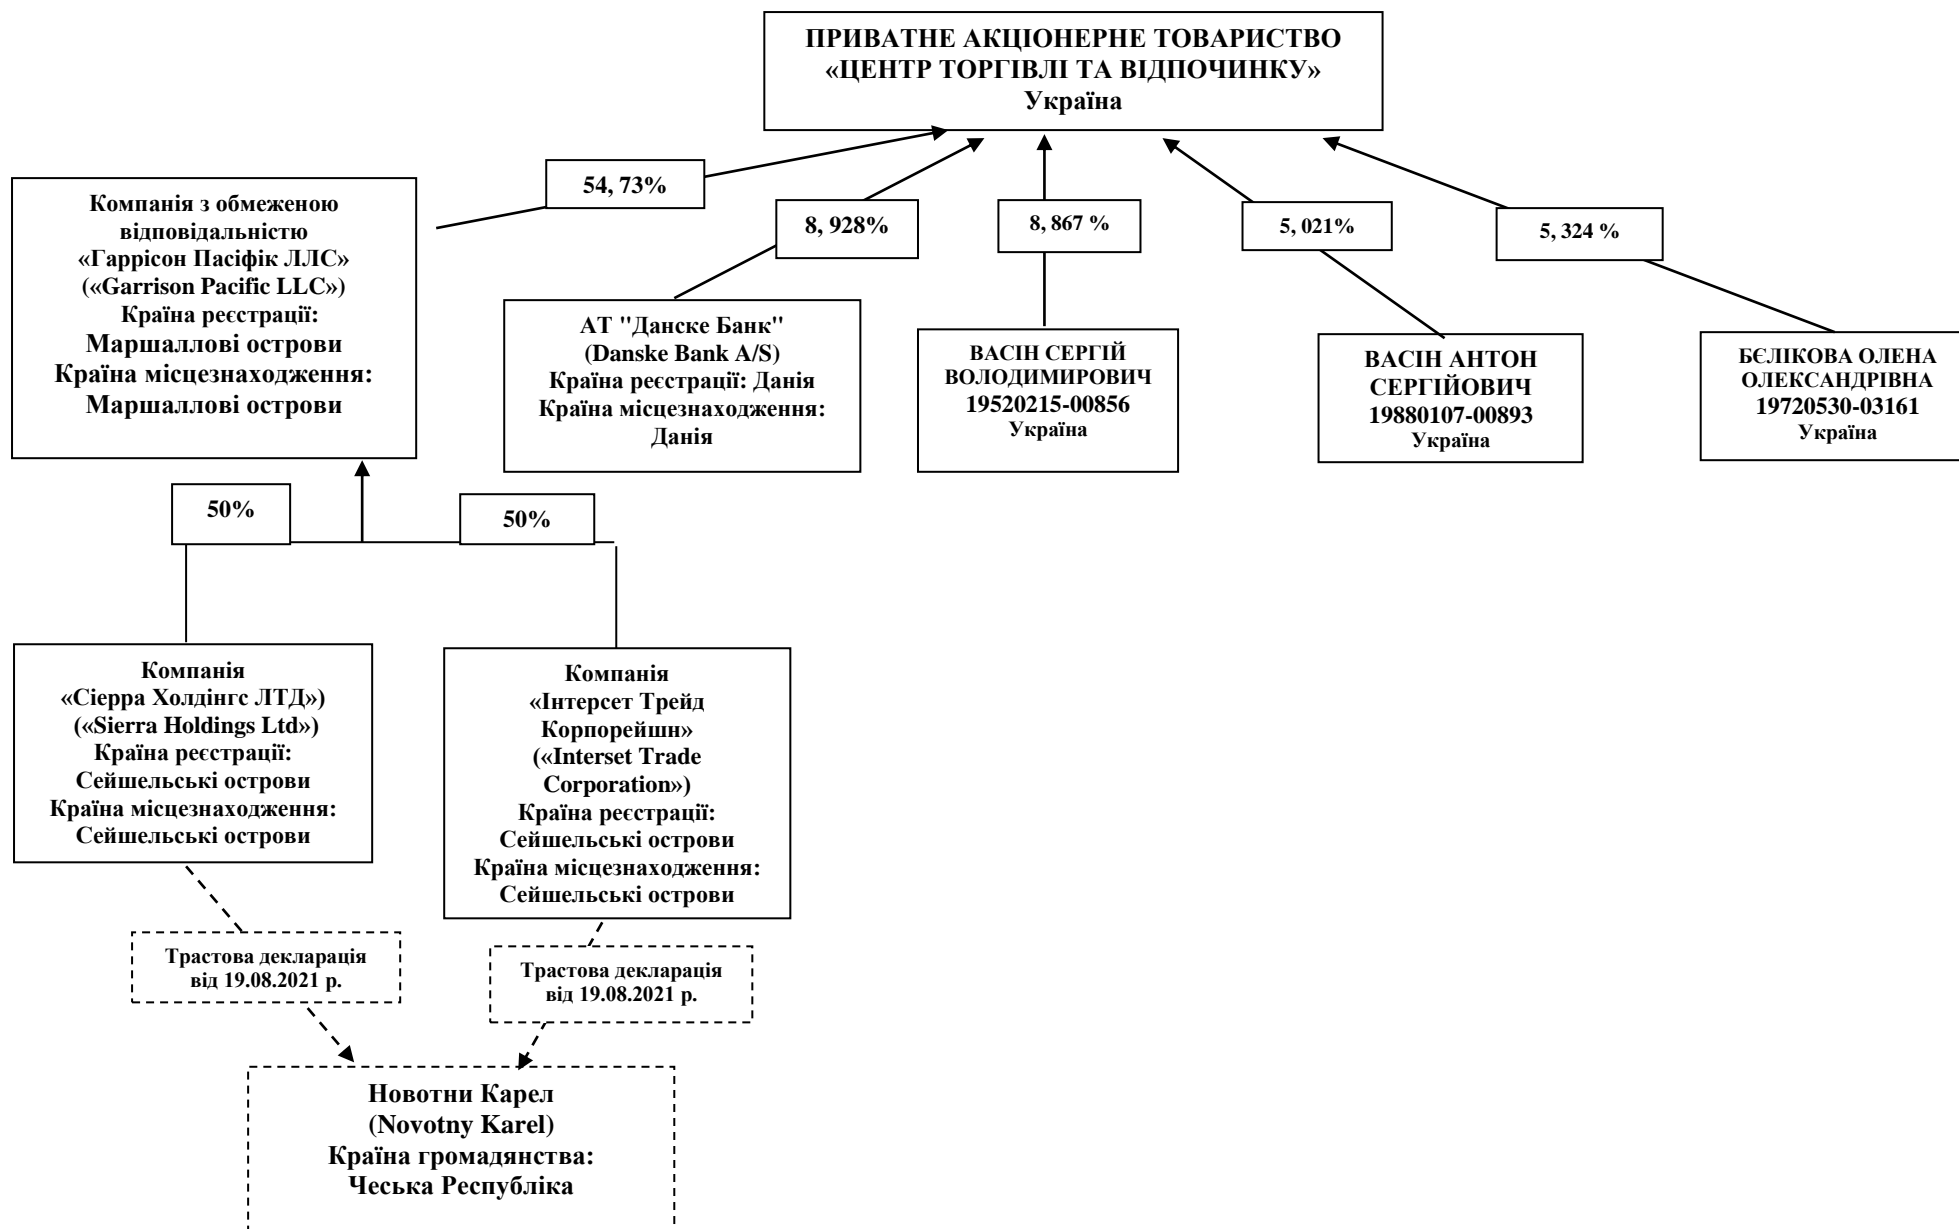 ПРИВАТНЕ АКЦІОНЕРНЕ ТОВАРИСТВО
«ЦЕНТР ТОРГІВЛІ ТА ВІДПОЧИНКУ»
Україна
54, 73%
8, 928%
8, 867 %
5, 021%
5, 324 %
Компанія з обмеженою
відповідальністю
«Гаррісон Пасіфік ЛЛС»
(«Garrison Pacific LLC»)
Країна реєстрації:
Маршаллові острови
Країна місцезнаходження:
Маршаллові острови
АТ "Данске Банк"
(Danske Bank A/S)
Країна реєстрації: Данія
Країна місцезнаходження:
Данія
ВАСІН СЕРГІЙ
ВОЛОДИМИРОВИЧ
19520215-00856
Україна
ВАСІН АНТОН
СЕРГІЙОВИЧ
19880107-00893
Україна
БЄЛІКОВА ОЛЕНА
ОЛЕКСАНДРІВНА
19720530-03161
Україна
50%
50%
Компанія
«Сієрра Холдінгс ЛТД»)
(«Sierra Holdings Ltd»)
Країна реєстрації:
Сейшельські острови
Країна місцезнаходження:
Сейшельські острови
Компанія
«Інтерсет Трейд
Корпорейшн»
(«Interset Trade
Corporation»)
Країна реєстрації:
Сейшельські острови
Країна місцезнаходження:
Сейшельські острови
Трастова декларація
від 19.08.2021 р.
Трастова декларація
від 19.08.2021 р.
Новотни Карел
(Novotny Karel)
Країна громадянства:
Чеська Республіка